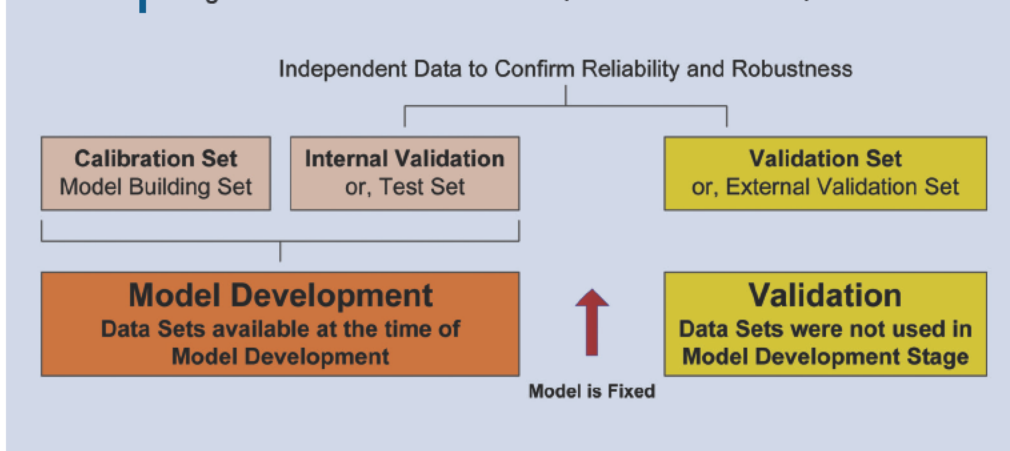 Independent Data to Confirm Reliability and Robustness
Calibration Set
Model Building Set
Internal Validation
or, Test Set
Validation Set
or, External Validation Set
Model Development
Data Sets available at the time of
Model Development
Validation
Data Sets were not used in
Model Development Stage
Model is Fixed